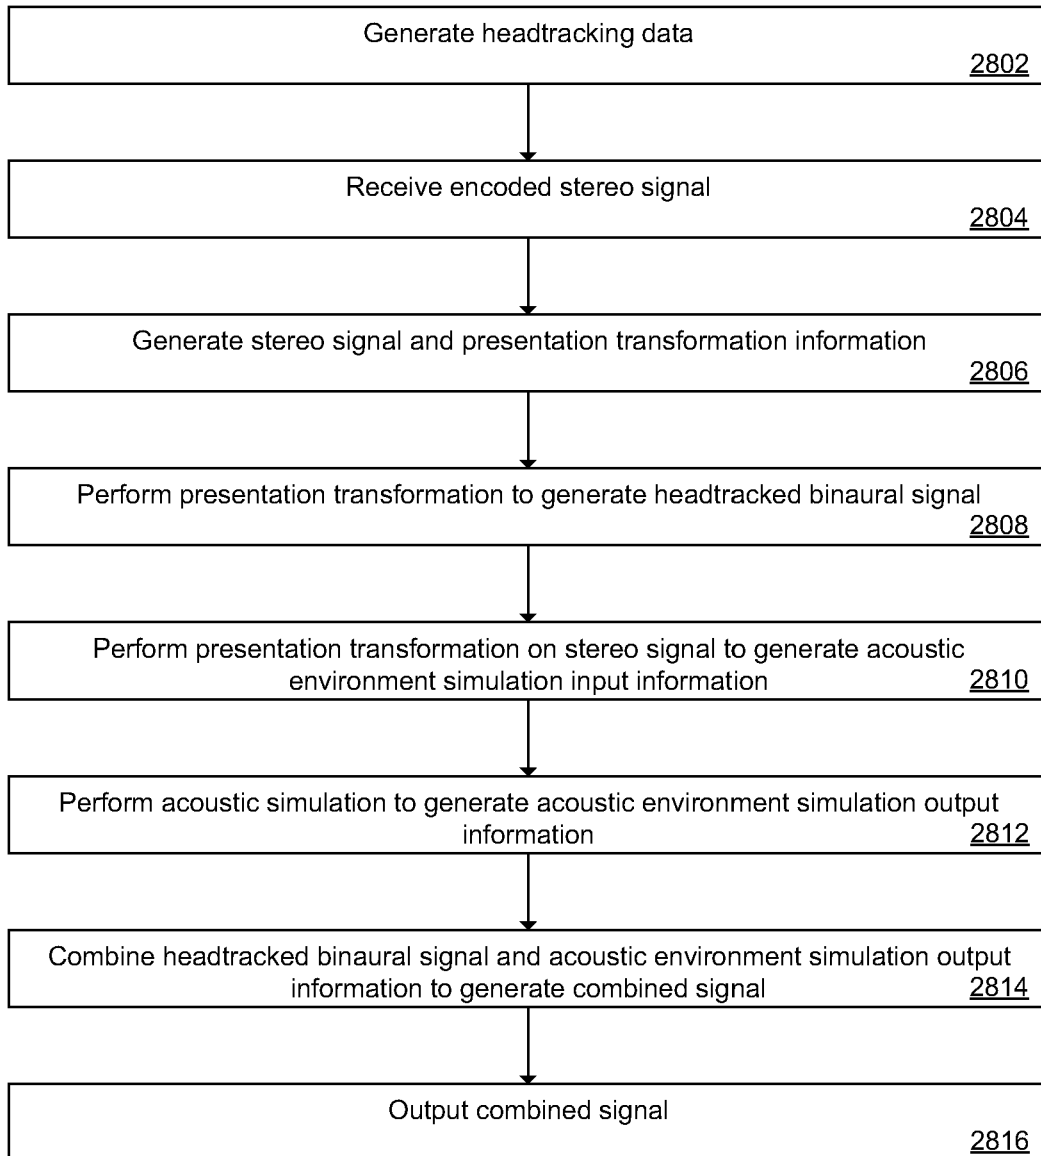 Generate headtracking data
2802
Receive encoded stereo signal
2804
Generate stereo signal and presentation transformation information
2806
Perform presentation transformation to generate headtracked binaural signal
2808
Perform presentation transformation on stereo signal to generate acoustic
environment simulation input information
2810
Perform acoustic simulation to generate acoustic environment simulation output
information
2812
Combine headtracked binaural signal and acoustic environment simulation output
information to generate combined signal
2814
Output combined signal
2816